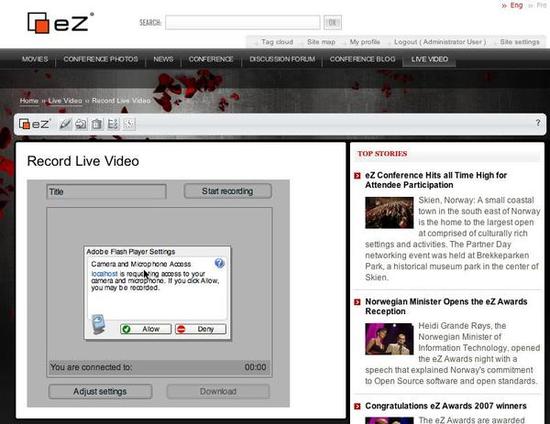 » Eng » Fre
eZ®
SEARCH: OK
Tag cloud Site map My profile Logout ( Administrator User ) Site settings
MOVIES CONFERENCE PHOTOS NEWS CONFERENCE DISCUSSION FORUM CONFERENCE BLOG LIVE VIDEO
Home » Live Video » Record Live Video
eZ ?
Record Live Video
Title Start recording
Adobe Flash Player Settings
Camera and Microphone Access
localhost is requesting access to your
camera and microphone. If you click Allow,
you may be recorded.
Allow Deny
You are connected to: 00:00
Adjust settings Download
TOP STORIES
eZ Conference Hits all Time High for
Attendee Participation
Skien, Norway: A small coastal
town in the south east of Norway
is the home to the largest open
at comprised of culturally rich
settings and activities. The Partner Day
networking event was held at Brekkeparken
Park, a historical museum park in the center of
Skien.
Norwegian Minister Opens the eZ Awards
Reception
Heidi Grande Røys, the
Norwegian Minister of
Information Technology, opened
the eZ Awards night with a
speech that explained Norway's commitment
to Open Source software and open standards.
Congratulations eZ Awards 2007 winners
The eZ Awards are awarded